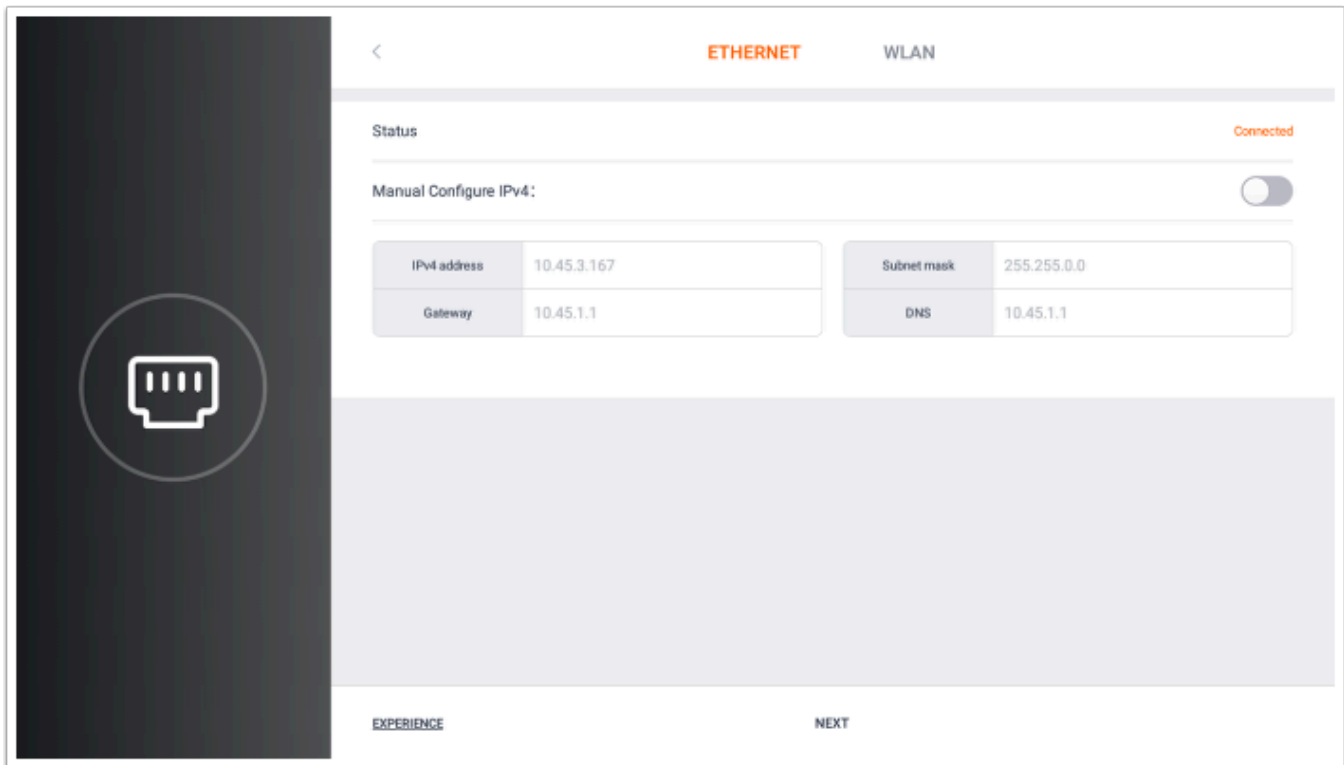 < ETHERNET WLAN
Status Connected
Manual Configure IPv4:
IPv4 address 10.45.3.167 Subnet mask 255.255.0.0
Gateway 10.45.1.1 DNS 10.45.1.1
EXPERIENCE NEXT